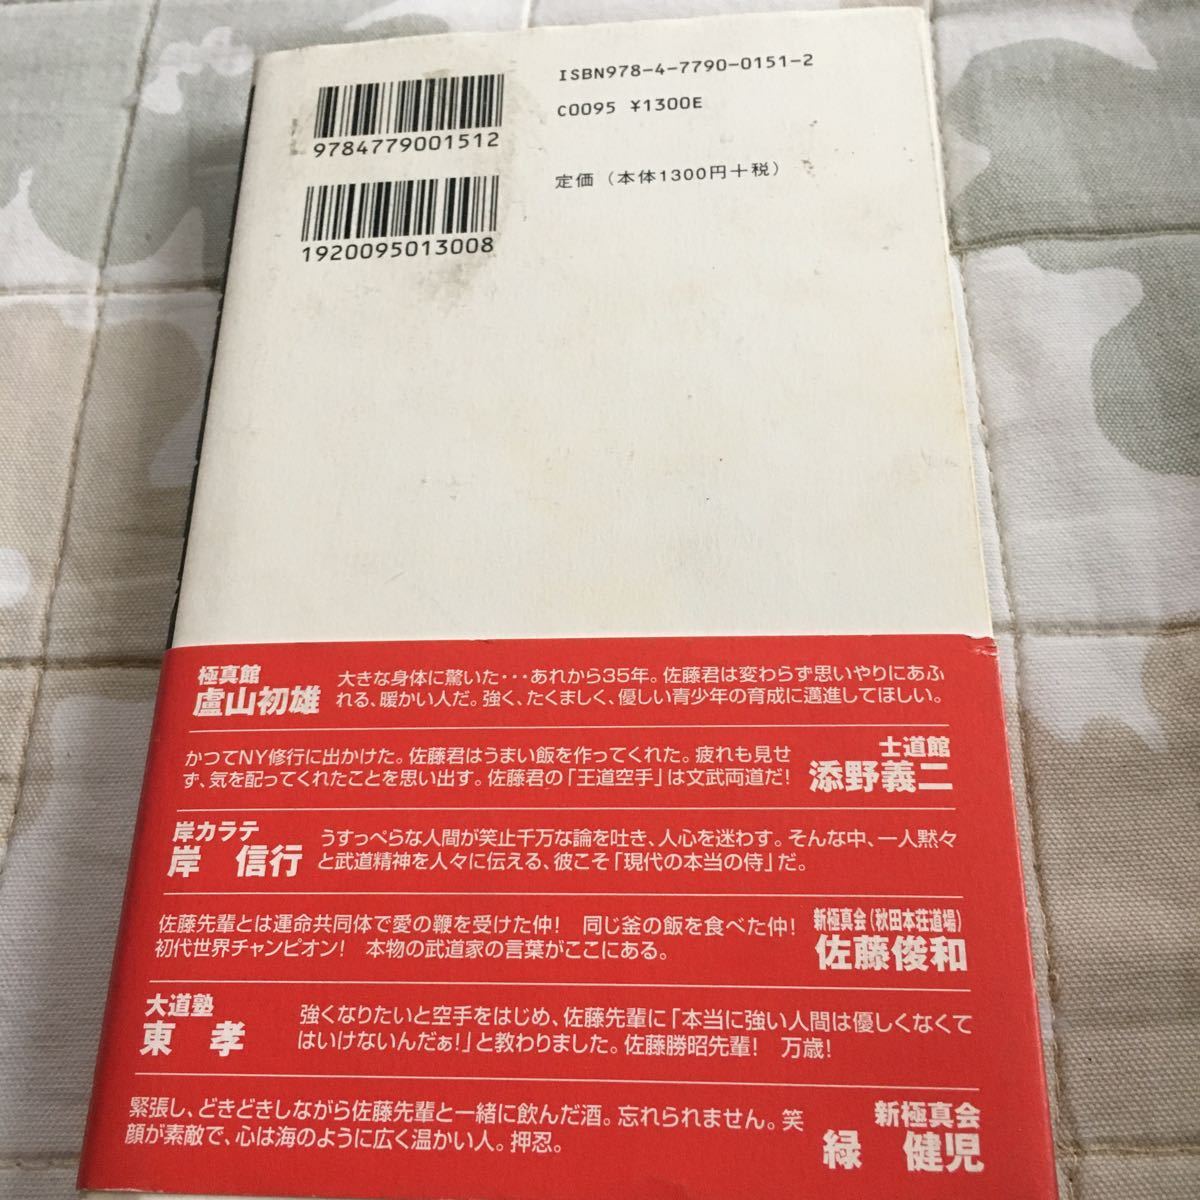 ISBN978-4-7790-0151-2
9784779001512
C0095 ¥1300E
定価（本体1300円＋税）
1920095013008
極真館
盧山初雄
大きな身体に驚いた・・・あれから35年。佐藤君は変わらず思いやりにあふ
れる、暖かい人だ。強く、たくましく、優しい青少年の育成に邁進してほしい。
かつてNY修行に出かけた。佐藤君はうまい飯を作ってくれた。疲れも見せ
ず、気を配ってくれたことを思い出す。佐藤君の「王道空手」は文武両道だ！
士道館
添野義二
岸カラテ
岸　信行
うすっぺらな人間が笑止千万な論を吐き、人心を迷わす。そんな中、一人黙々
と武道精神を人々に伝える、彼こそ「現代の本当の侍」だ。
佐藤先輩とは運命共同体で愛の鞭を受けた仲！　同じ釜の飯を食べた仲！
初代世界チャンピオン！　本物の武道家の言葉がここにある。
新極真会（秋田本荘道場）
佐藤俊和
大道塾
東　孝
強くなりたいと空手をはじめ、佐藤先輩に「本当に強い人間は優しくなくて
はいけないんだぁ！」と教わりました。佐藤勝昭先輩！　万歳！
緊張し、どきどきしながら佐藤先輩と一緒に飲んだ酒。忘れられません。笑
顔が素敵で、心は海のように広く温かい人。押忍。
新極真会
緑　健児